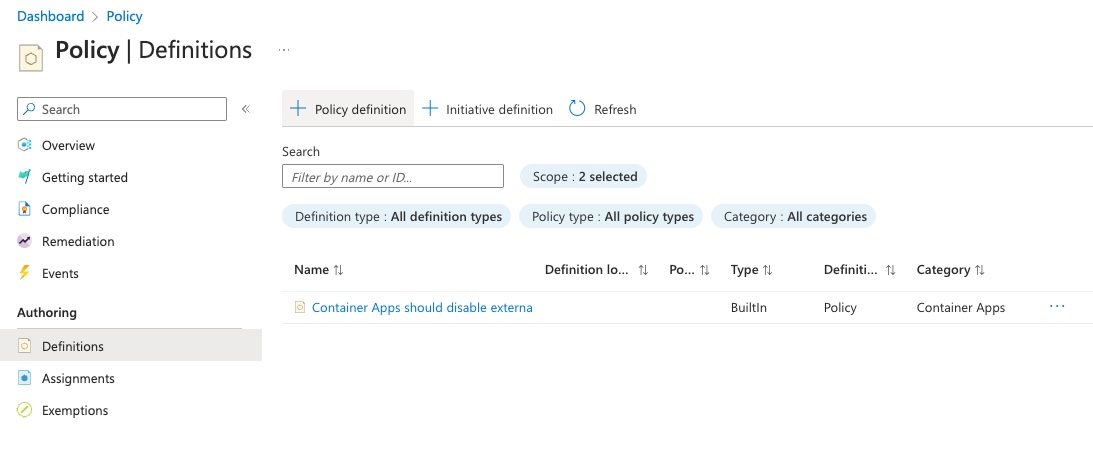 Dashboard > Policy
Policy | Definitions ...
Search
«
Overview
Getting started
Compliance
Remediation
Events
Authoring
Definitions
Assignments
Exemptions
+ Policy definition + Initiative definition Refresh
Search
Filter by name or ID...
Scope : 2 selected
Definition type : All definition types Policy type : All policy types Category : All categories
Name ↑↓ Definition lo... ↑↓ Po... ↑↓ Type ↑↓ Definiti... ↑↓ Category ↑↓
Container Apps should disable externa BuiltIn Policy Container Apps ...